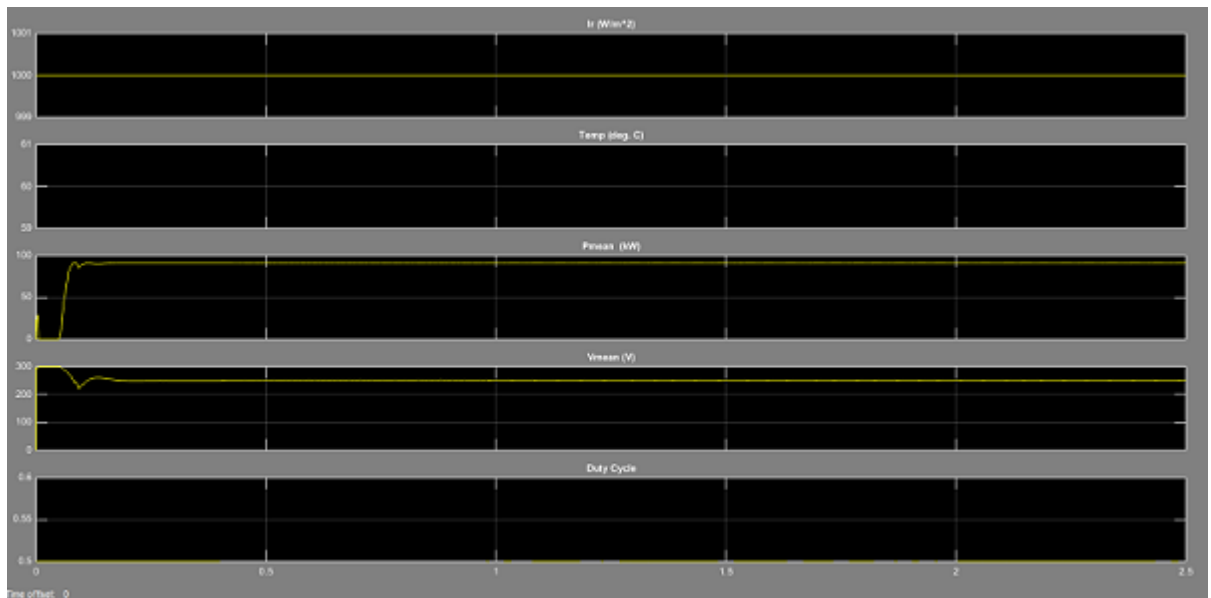 Ir (W/m^2)
1001
1000
999
Temp (deg. C)
61
60
59
Pmean (kW)
100
50
0
Vmean (V)
300
200
100
0
Duty Cycle
0.6
0.55
0.5
0 0.5 1 1.5 2 2.5
Time offset: 0